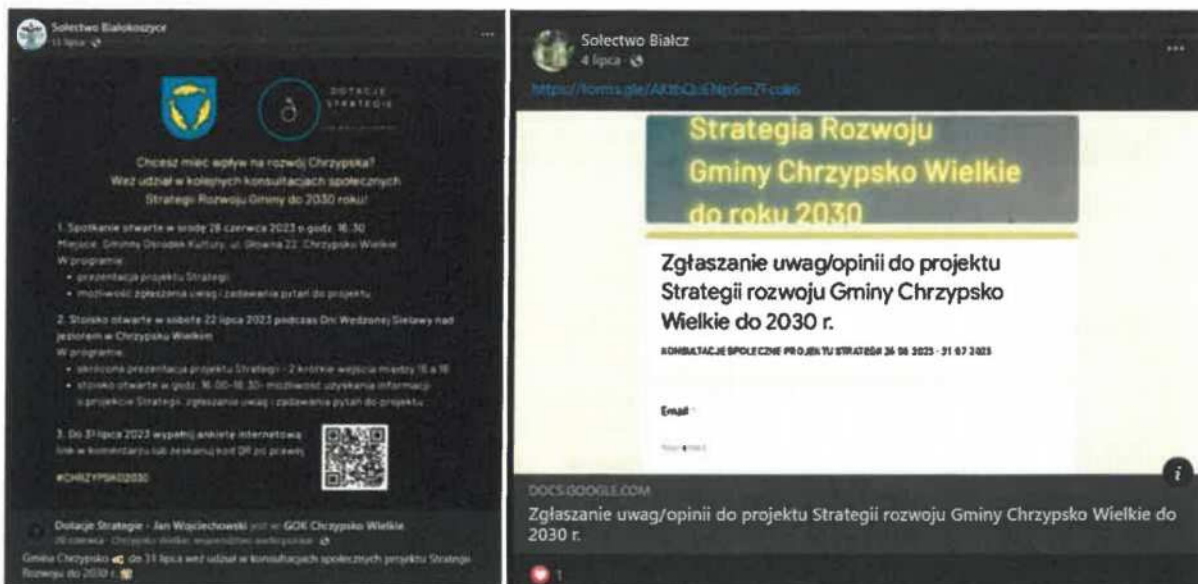 Sołectwo Białokoszyce
11 lipca
DOTACJE
STRATEGIE
Chcesz mieć wpływ na rozwój Chrzypska?
Weź udział w kolejnych konsultacjach społecznych
Strategii Rozwoju Gminy do 2030 roku!
1. Spotkanie otwarte w środę 28 czerwca 2023 o godz. 16:30
Miejsce: Gminny Ośrodek Kultury, ul. Główna 22, Chrzypsko Wielkie
W programie:
• prezentacja projektu Strategii
• możliwość zgłaszania uwag i zadawania pytań do projektu
2. Stoisko otwarte w sobotę 22 lipca 2023 podczas Dni Wędzonej Sielawy nad
jeziorem w Chrzypsku Wielkim
W programie:
• skrócona prezentacja projektu Strategii - 2 krótkie wejścia między 16 a 18
• stoisko otwarte w godz. 16:00-18:30- możliwość uzyskania informacji
o projekcie Strategii, zgłaszania uwag i zadawania pytań do projektu
3. Do 31 lipca 2023 wypełnij ankietę internetową
link w komentarzu lub zeskanuj kod QR po prawej
#CHRZYPSKO2030
Dotacje Strategie - Jan Wojciechowski jest w: GOK Chrzypsko Wielkie
Chrzypsko Wielkie, województwo wielkopolskie
Gmina Chrzypsko do 31 lipca weź udział w konsultacjach społecznych projektu Strategii
Rozwoju do 2030 r.
Sołectwo Białcz
4 lipca
Strategia Rozwoju
Gminy Chrzypsko Wielkie
do roku 2030
Zgłaszanie uwag/opinii do projektu
Strategii rozwoju Gminy Chrzypsko
Wielkie do 2030 r.
KONSULTACJE SPOŁECZNE PROJEKTU STRATEGII 26 06 2023 - 31 07 2023
Email
DOCS.GOOGLE.COM
Zgłaszanie uwag/opinii do projektu Strategii rozwoju Gminy Chrzypsko Wielkie do
2030 r.
1